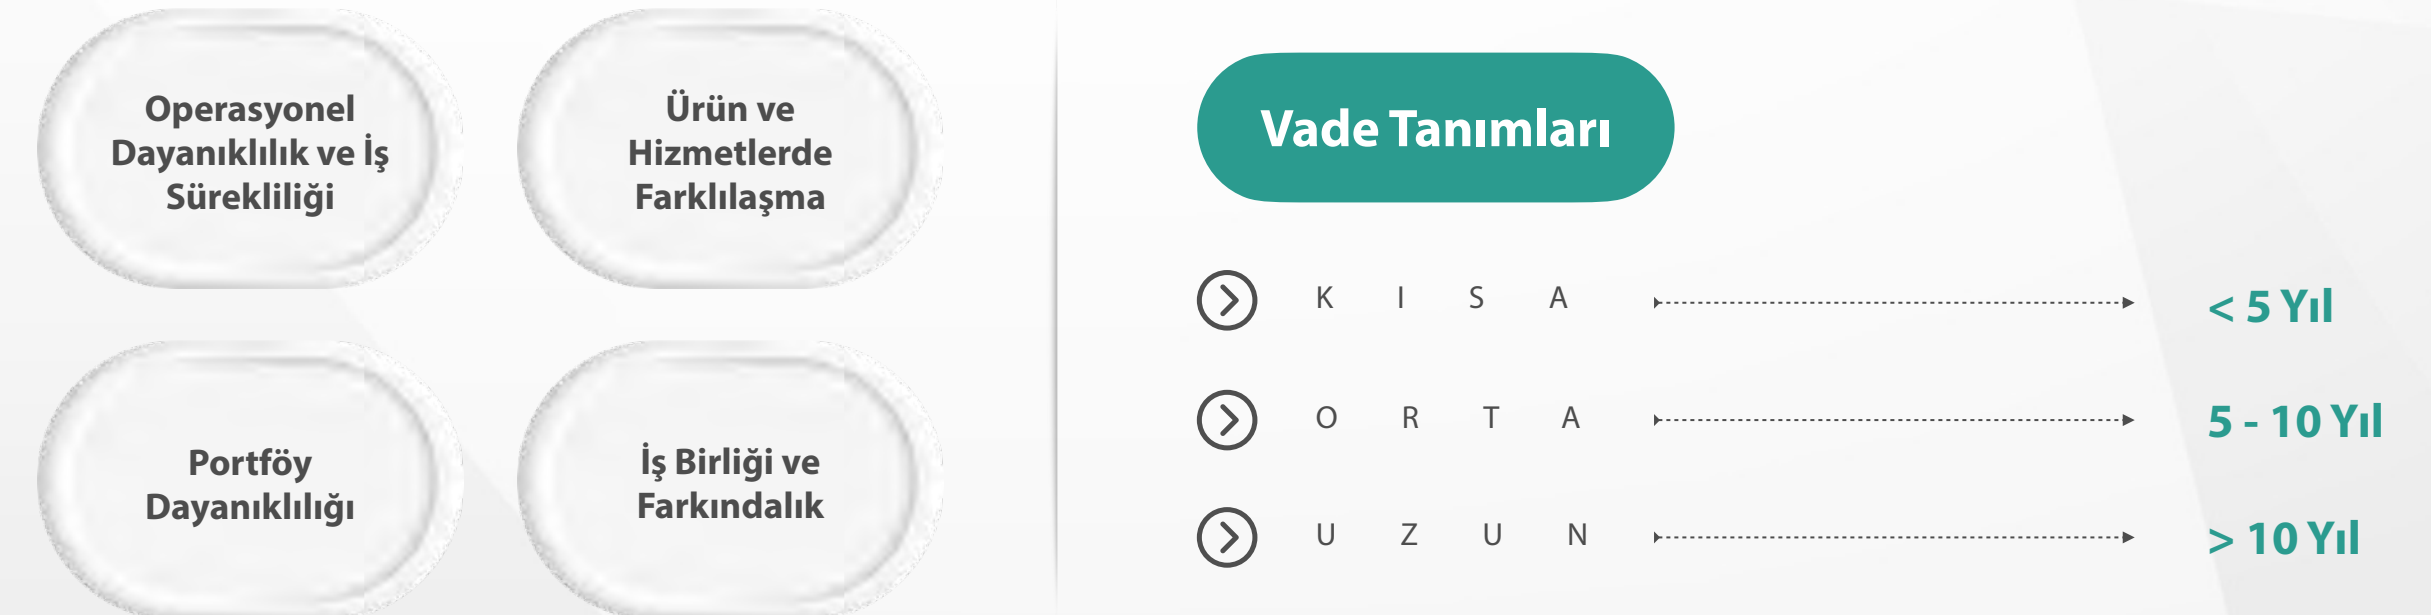 Operasyonel
Dayanıklılık ve İş
Sürekliliği
Ürün ve
Hizmetlerde
Farklılaşma
Portföy
Dayanıklılığı
İş Birliği ve
Farkındalık
Vade Tanımları
K I S A < 5 Yıl
O R T A 5 - 10 Yıl
U Z U N > 10 Yıl